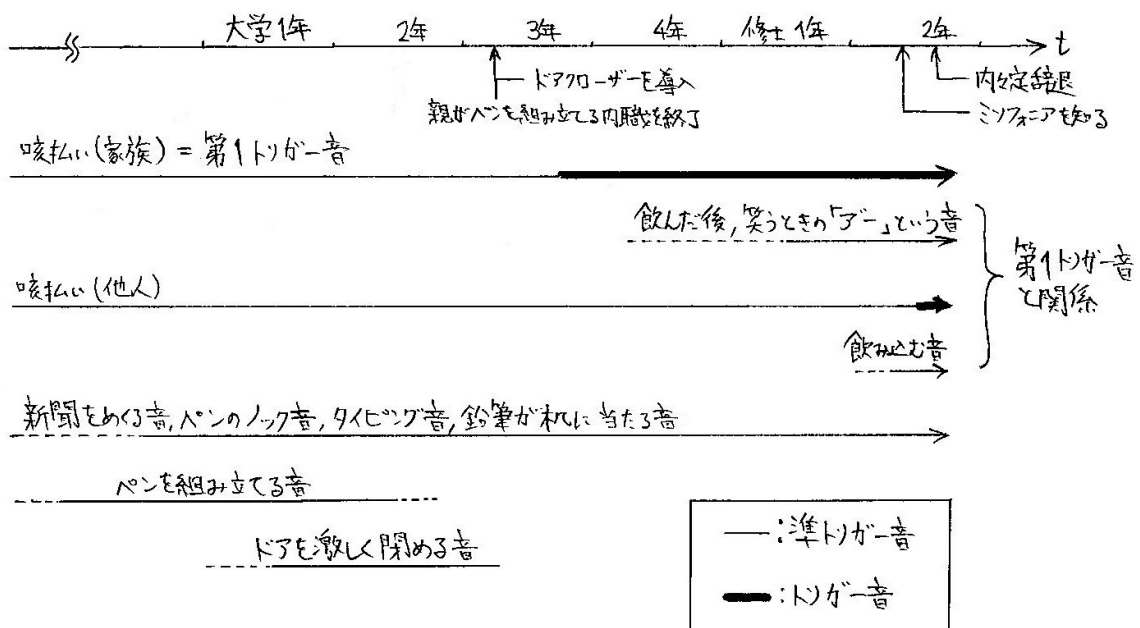 大学1年 2年 3年 4年 修士1年 2年 t
ドアクローザーを導入
親がペンを組み立てる内職を終了
内々定辞退
ミソフォニアを知る
咳払い(家族)=第1トリガー音
飲んだ後,笑うときの「アー」という音
咳払い(他人)
飲み込む音
第1トリガー音
と関係
新聞をめくる音,ペンのノック音,タイピング音,鉛筆が机に当たる音
ペンを組み立てる音
ドアを激しく閉める音
―:準トリガー音
━:トリガー音